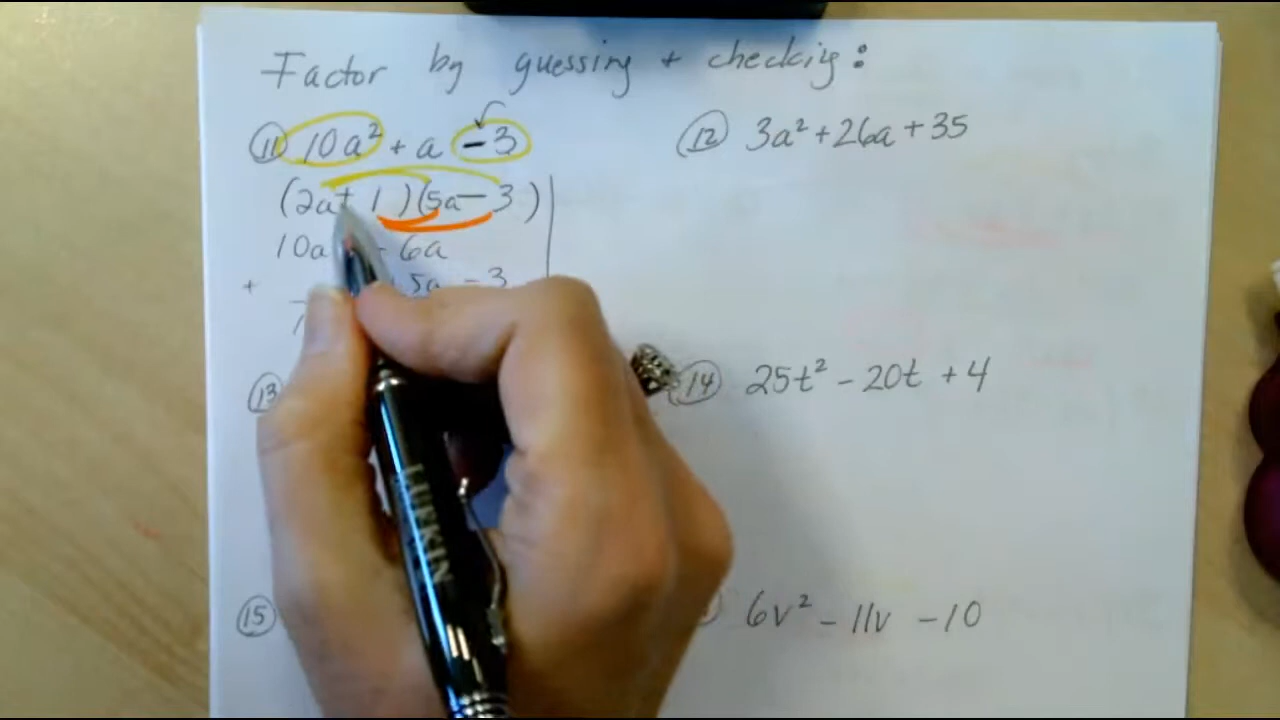 Factor by guessing + checking:
⑪ 10a² + a - 3
(2a + 1)(5a - 3)
10a - 6a
+ 5a - 3
⑫ 3a² + 26a + 35
⑬
⑭ 25t² - 20t + 4
⑮
6v² - 11v - 10
LUFKIN